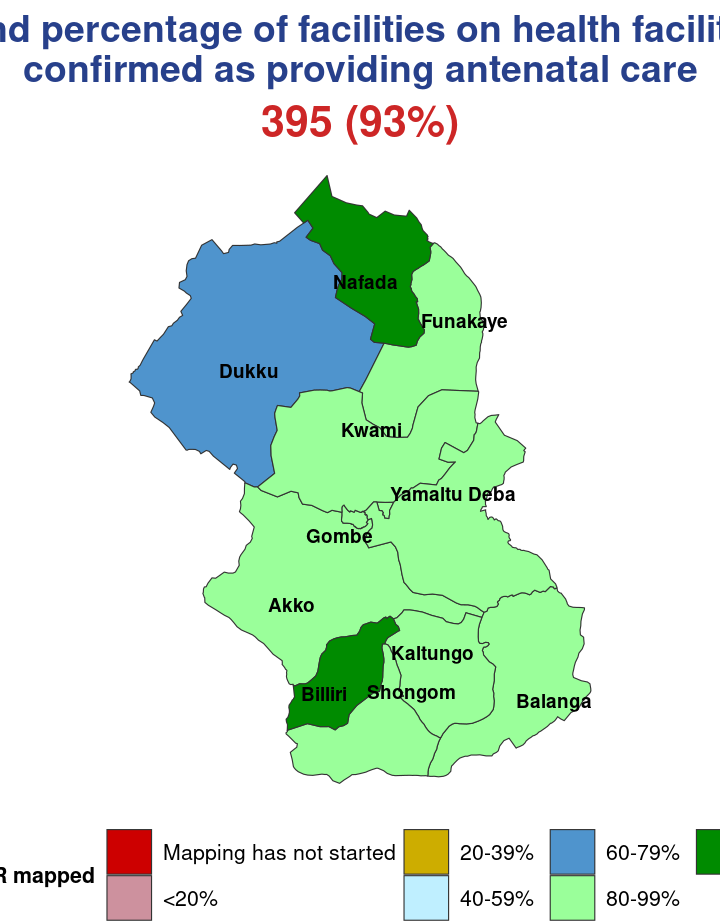 nd percentage of facilities on health facilit
confirmed as providing antenatal care
395 (93%)
Nafada
Funakaye
Dukku
Kwami
Yamaltu Deba
Gombe
Akko
Kaltungo
Billiri
Shongom
Balanga
R mapped
Mapping has not started
20-39%
60-79%
<20%
40-59%
80-99%